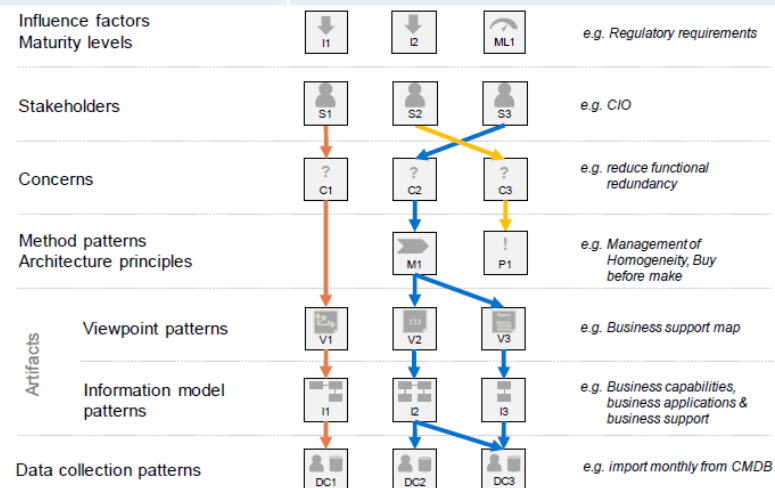 Influence factors
Maturity levels
I1
I2
ML1
e.g. Regulatory requirements
Stakeholders
S1
S2
S3
e.g. CIO
Concerns
?
C1
?
C2
?
C3
e.g. reduce functional
redundancy
Method patterns
Architecture principles
M1
!
P1
e.g. Management of
Homogeneity, Buy
before make
Artifacts
Viewpoint patterns
V1
123
V2
V3
e.g. Business support map
Information model
patterns
I1
I2
I3
e.g. Business capabilities,
business applications &
business support
Data collection patterns
DC1
DC2
DC3
e.g. import monthly from CMDB